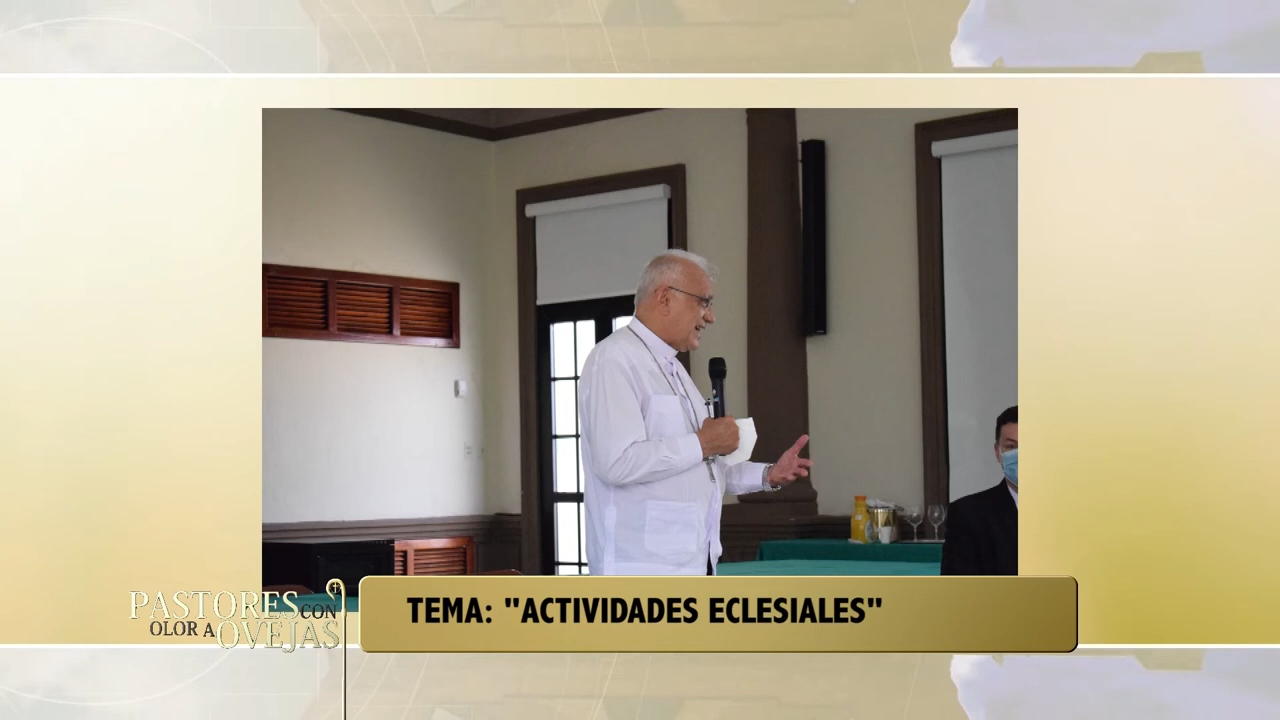 PASTORES CON
OLOR A OVEJAS
TEMA: "ACTIVIDADES ECLESIALES"